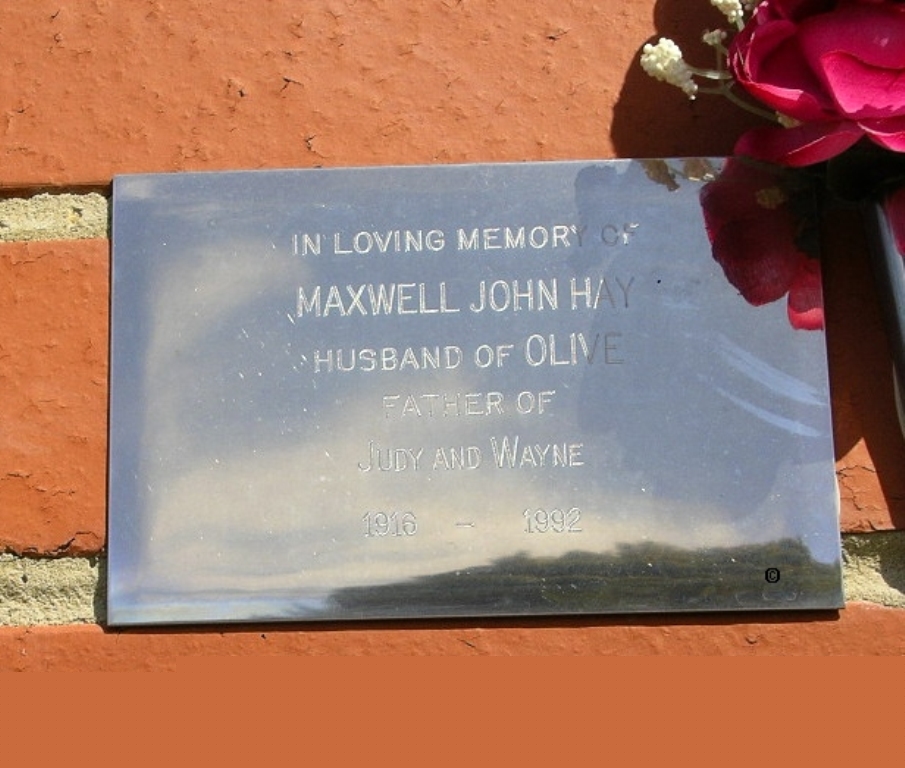 IN LOVING MEMORY OF
MAXWELL JOHN HAY
HUSBAND OF OLIVE
FATHER OF
JUDY AND WAYNE
1916 – 1992
©